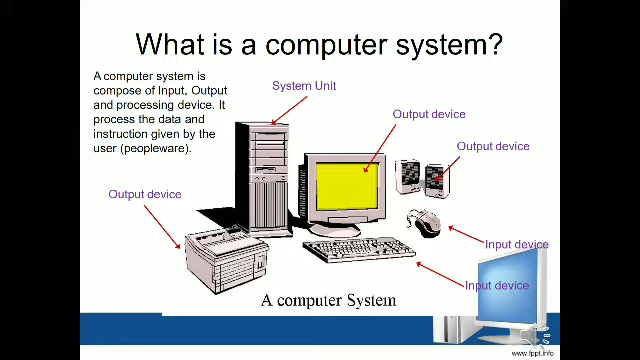 What is a computer system?
A computer system is
compose of Input, Output
and processing device. It
process the data and
instruction given by the
user (peopleware).
System Unit
Output device
Output device
Output device
Input device
Input device
A computer System
www.fppt.info